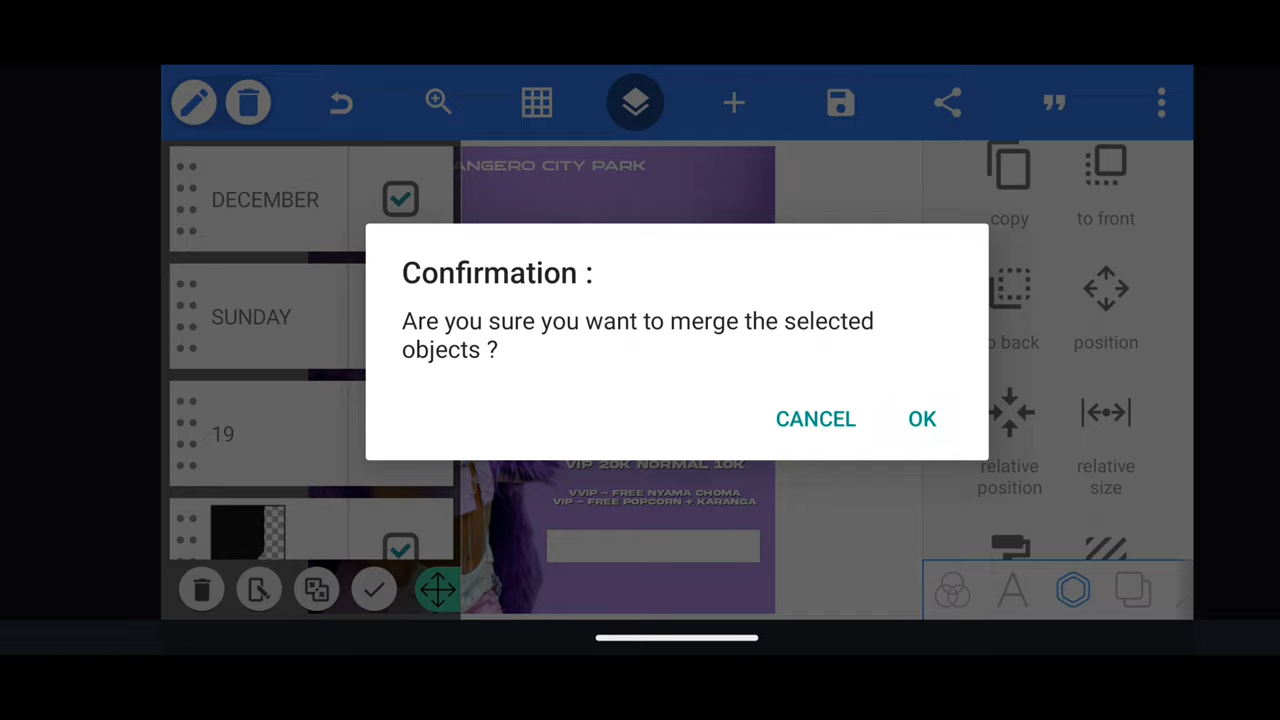 ANGERO CITY PARK
DECEMBER
copy
to front
Confirmation :
Are you sure you want to merge the selected
objects ?
SUNDAY
back
position
CANCEL
OK
19
relative
position
relative
size
VIP 20K NORMAL 10K
VVIP – FREE NYAMA CHOMA
VIP – FREE POPCORN + KARANGA